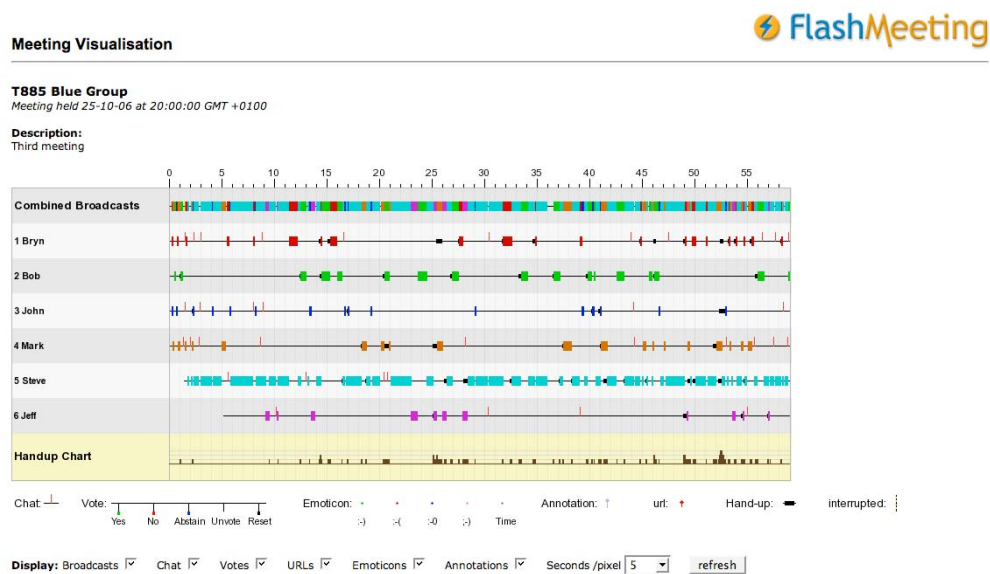 FlashMeeting
Meeting Visualisation
T885 Blue Group
Meeting held 25-10-06 at 20:00:00 GMT +0100
Description:
Third meeting
0 5 10 15 20 25 30 35 40 45 50 55
Combined Broadcasts
1 Bryn
2 Bob
3 John
4 Mark
5 Steve
6 Jeff
Handup Chart
Chat: Vote: Emoticon: Annotation: url: Hand-up: interrupted:
Yes No Abstain Unvote Reset :-) :-( :-0 ;-) Time
Display: Broadcasts Chat Votes URLs Emoticons Annotations Seconds /pixel 5 refresh